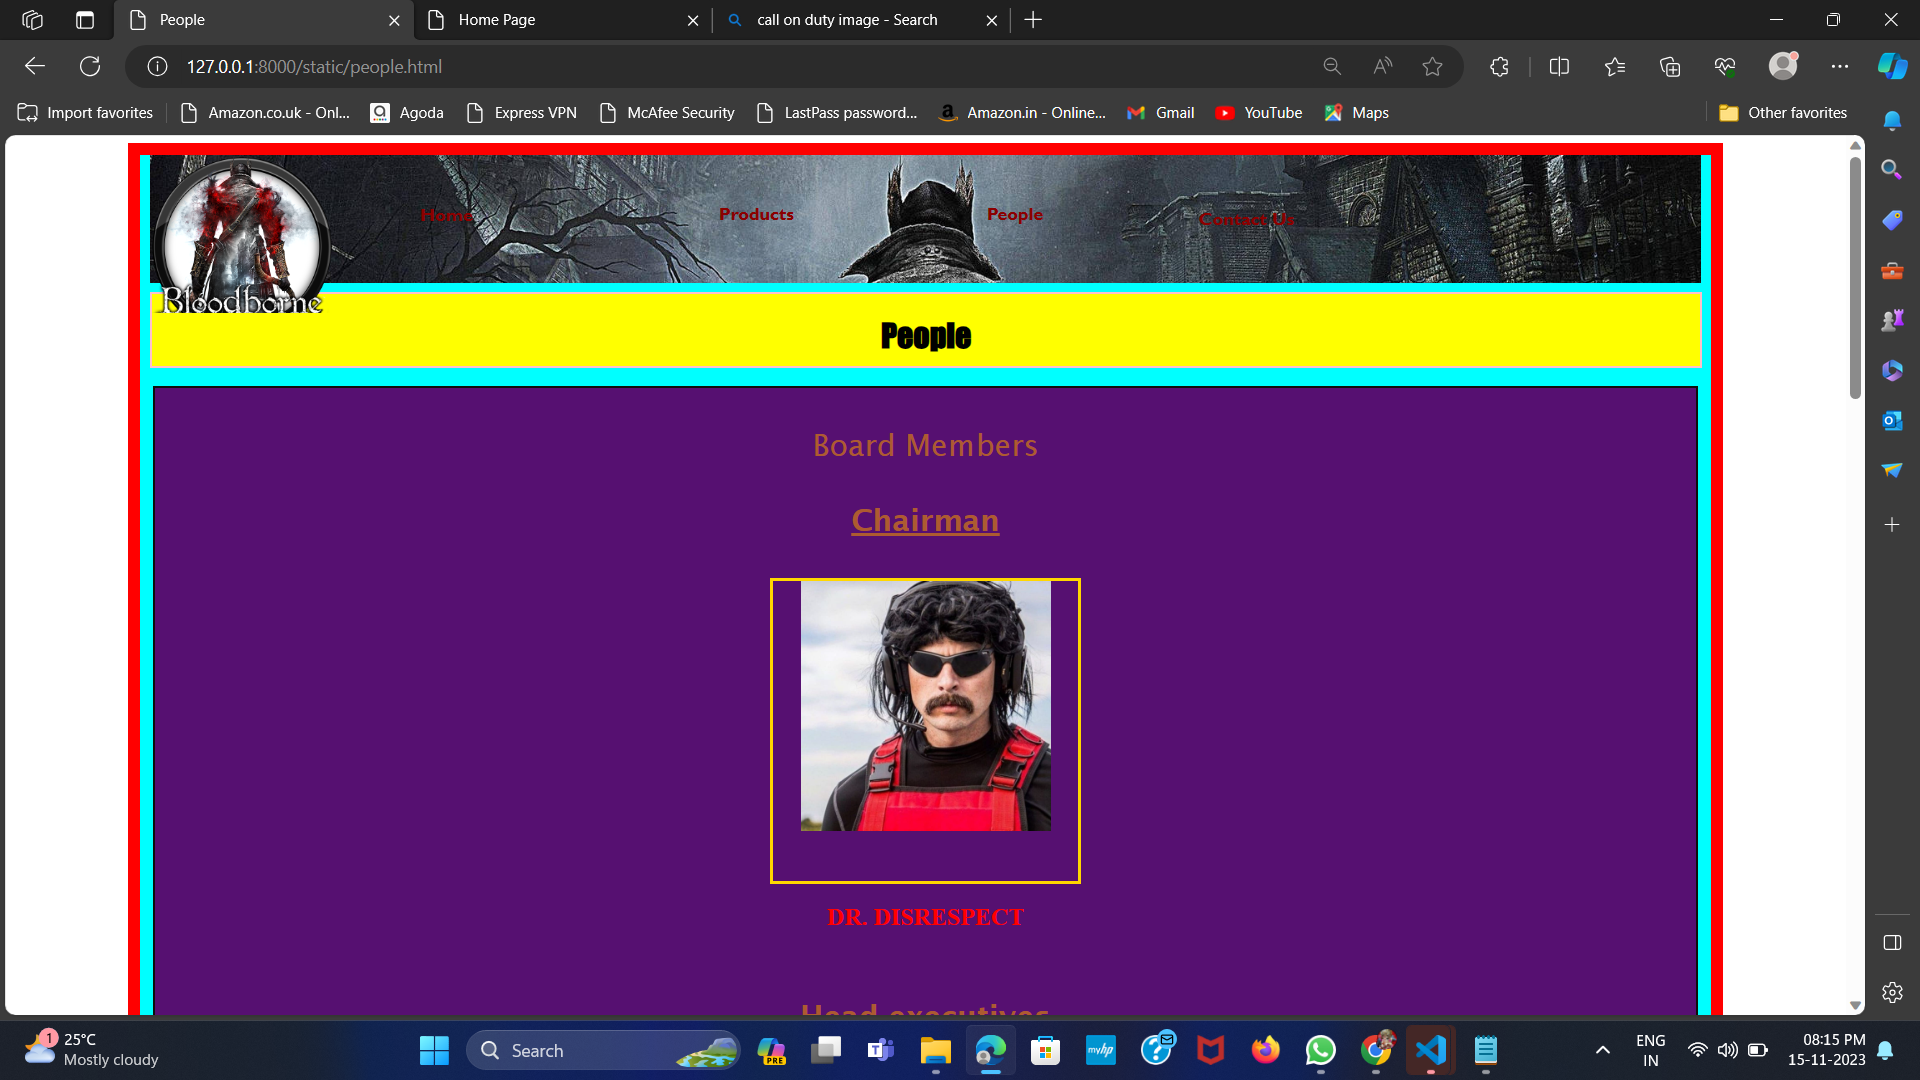 People
Home Page
call on duty image - Search
127.0.0.1:8000/static/people.html
Import favorites
Amazon.co.uk - Onl...
Agoda
Express VPN
McAfee Security
LastPass password...
Amazon.in - Online...
Gmail
YouTube
Maps
Other favorites
Home
Products
People
Contact Us
Bloodborne
People
Board Members
Chairman
DR. DISRESPECT
Head executives
1
25°C
Mostly cloudy
Search
PRE
myhp
ENG
IN
08:15 PM
15-11-2023